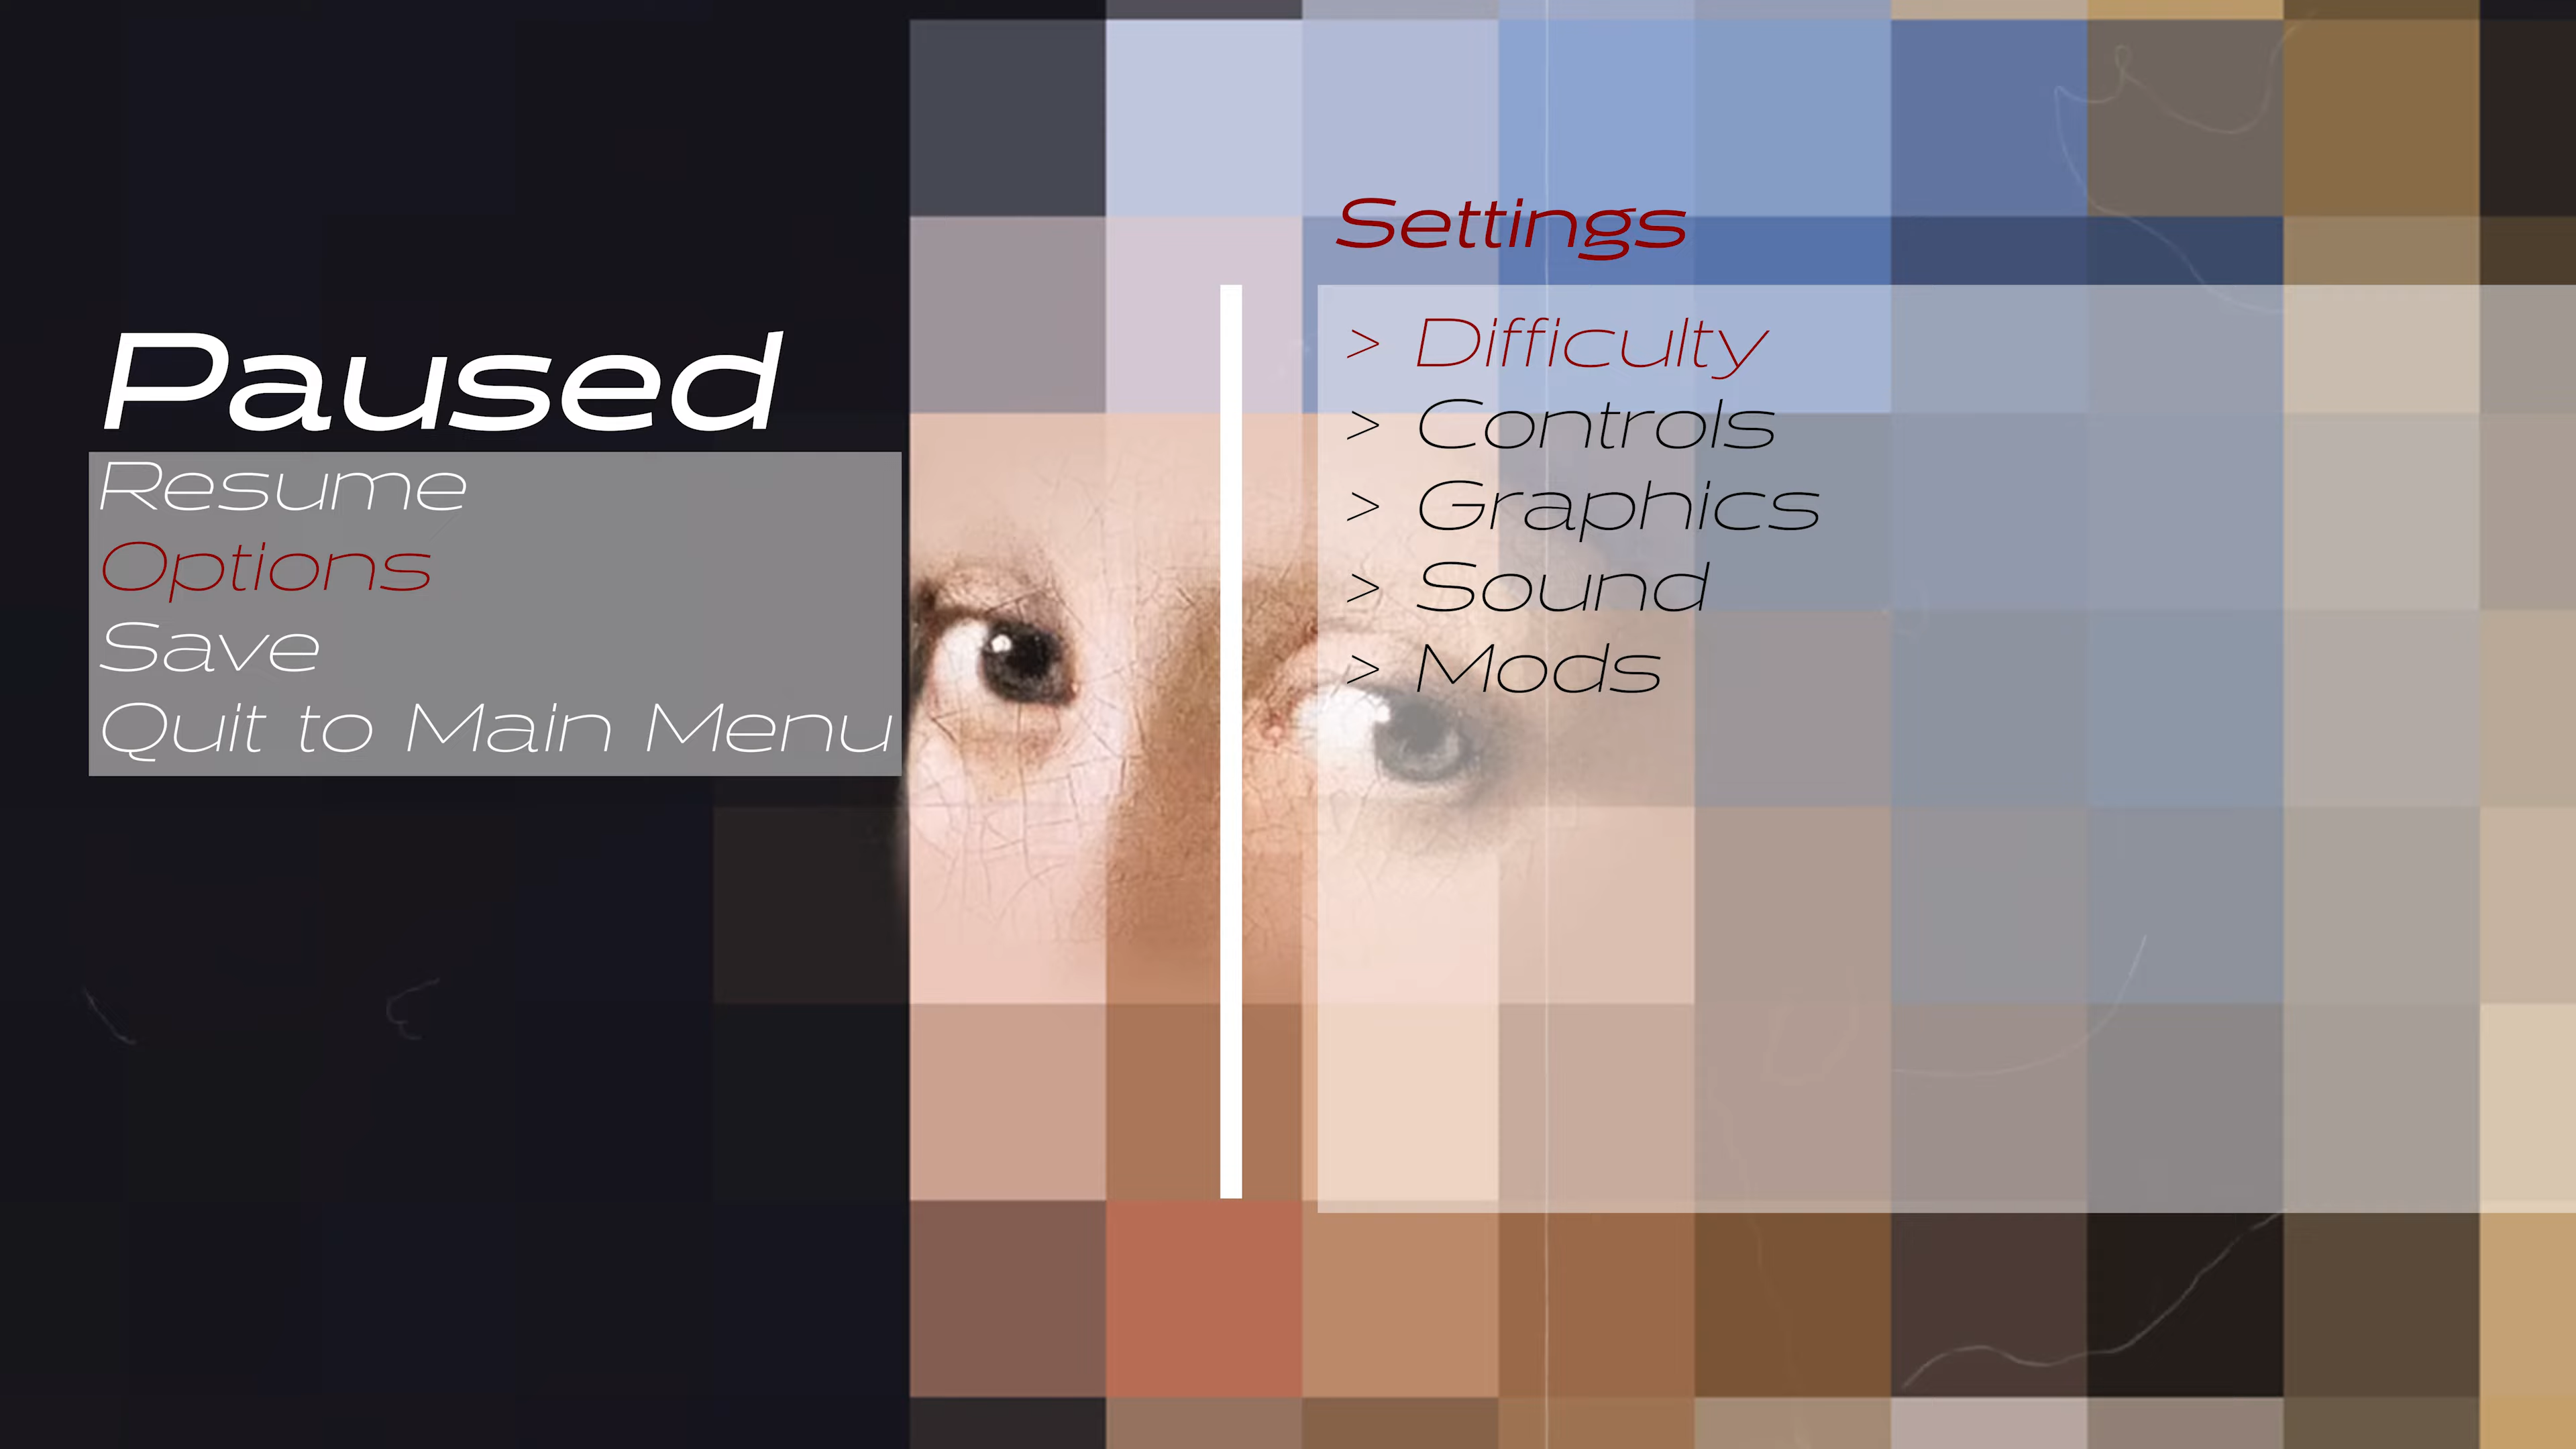 Paused
Resume
Options
Save
Quit to Main Menu
Settings
> Difficulty
> Controls
> Graphics
> Sound
> Mods